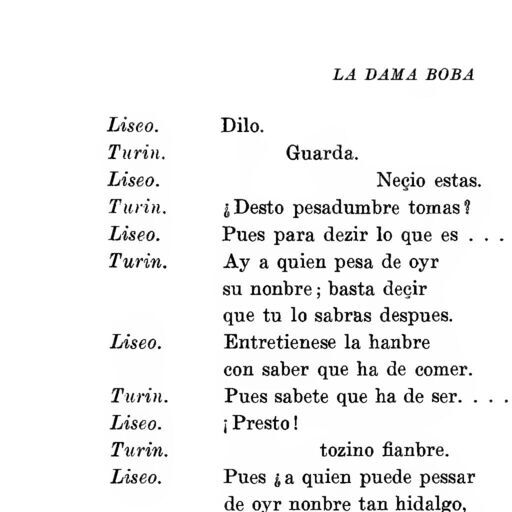 LA DAMA BOBA
Liseo. Dilo.
Turin. Guarda.
Liseo. Neçio estas.
Turin. ¿Desto pesadumbre tomas?
Liseo. Pues para dezir lo que es . . .
Turin. Ay a quien pesa de oyr
su nonbre; basta deçir
que tu lo sabras despues.
Liseo. Entretienese la hanbre
con saber que ha de comer.
Turin. Pues sabete que ha de ser. . . .
Liseo. ¡Presto!
Turin. tozino fianbre.
Liseo. Pues ¿a quien puede pessar
de oyr nonbre tan hidalgo,